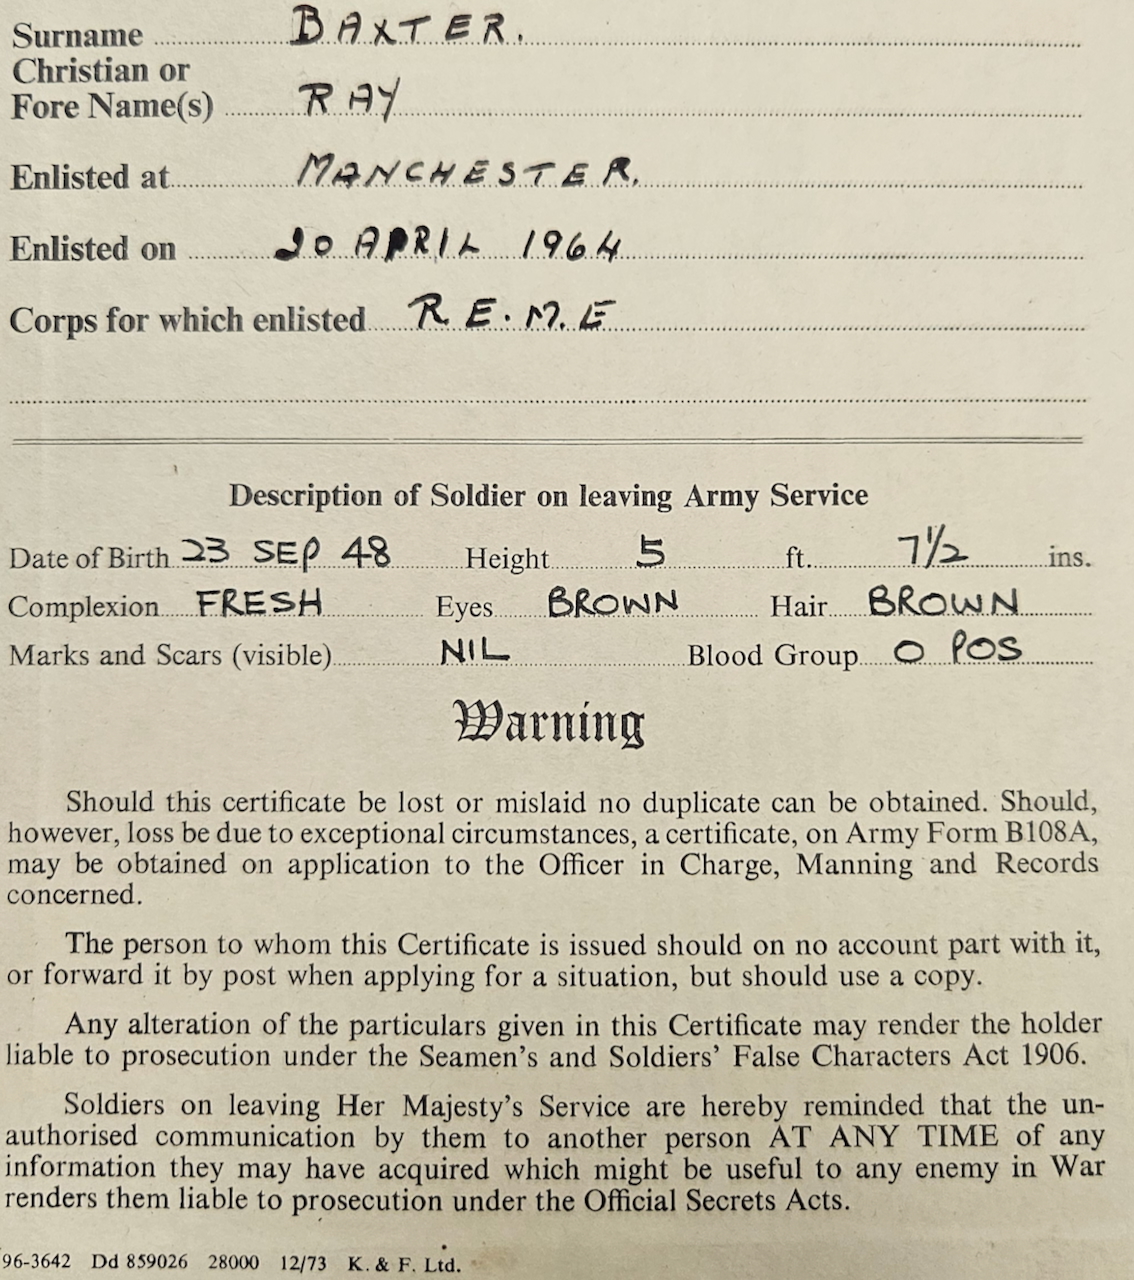 Surname BAXTER.
Christian or
Fore Name(s) RAY
Enlisted at MANCHESTER.
Enlisted on 20 APRIL 1964
Corps for which enlisted R.E.M.E
Description of Soldier on leaving Army Service
Date of Birth 23 SEP 48 Height 5 ft. 7½ ins.
Complexion FRESH Eyes BROWN Hair BROWN
Marks and Scars (visible) NIL Blood Group O POS
Warning
Should this certificate be lost or mislaid no duplicate can be obtained. Should,
however, loss be due to exceptional circumstances, a certificate, on Army Form B108A,
may be obtained on application to the Officer in Charge, Manning and Records
concerned.
The person to whom this Certificate is issued should on no account part with it,
or forward it by post when applying for a situation, but should use a copy.
Any alteration of the particulars given in this Certificate may render the holder
liable to prosecution under the Seamen's and Soldiers' False Characters Act 1906.
Soldiers on leaving Her Majesty's Service are hereby reminded that the un-
authorised communication by them to another person AT ANY TIME of any
information they may have acquired which might be useful to any enemy in War
renders them liable to prosecution under the Official Secrets Acts.
96-3642 Dd 859026 28000 12/73 K. & F. Ltd.